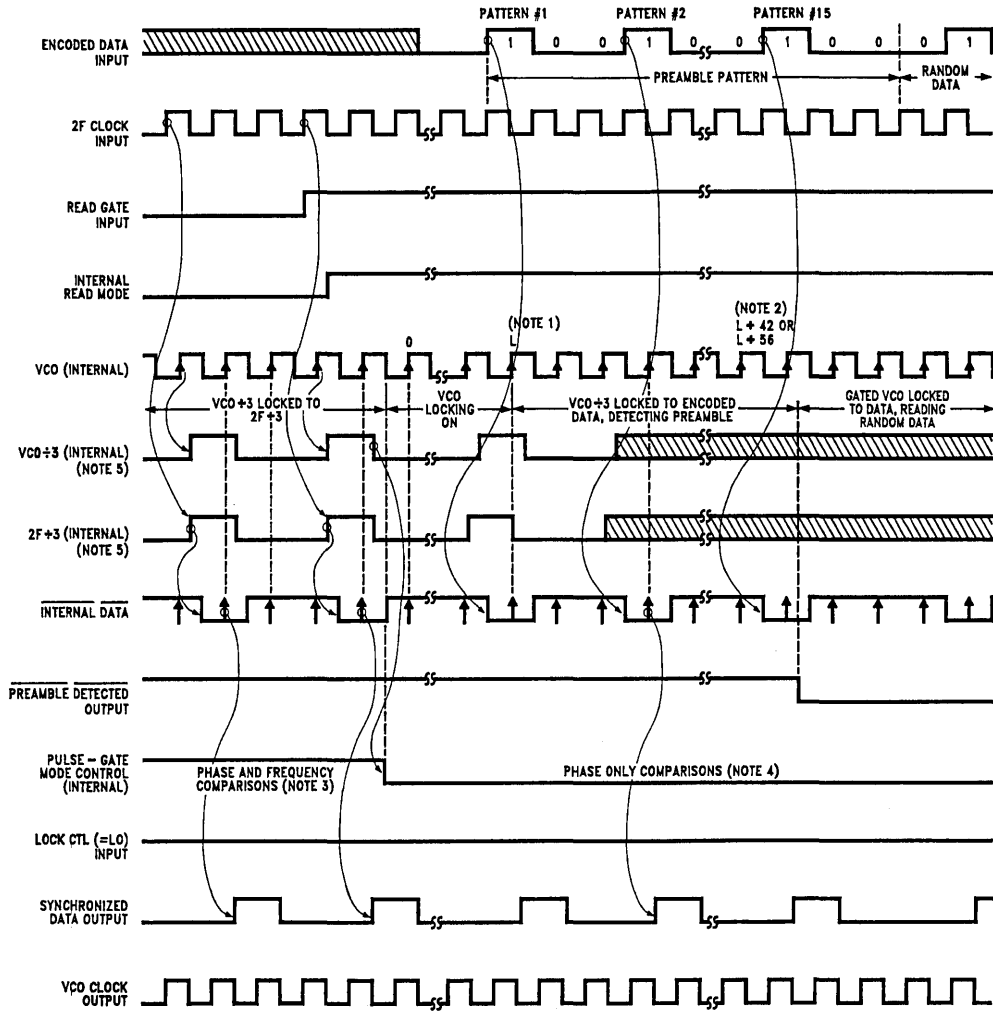 PATTERN #1 PATTERN #2 PATTERN #15
ENCODED DATA
INPUT
1 0 0 1 0 0 1 0 0 0 1
PREAMBLE PATTERN
RANDOM
DATA
2F CLOCK
INPUT
SS SS
READ GATE
INPUT
INTERNAL
READ MODE
(NOTE 1)
L
(NOTE 2)
L + 42 OR
L + 56
0
VCO (INTERNAL)
VCO÷3 LOCKED TO
2F÷3
VCO
LOCKING
ON
VCO÷3 LOCKED TO ENCODED
DATA, DETECTING PREAMBLE
GATED VCO LOCKED
TO DATA, READING
RANDOM DATA
VCO÷3 (INTERNAL)
(NOTE 5)
2F÷3 (INTERNAL)
(NOTE 5)
INTERNAL DATA
PREAMBLE DETECTED
OUTPUT
PULSE – GATE
MODE CONTROL
(INTERNAL)
PHASE AND FREQUENCY
COMPARISONS (NOTE 3)
PHASE ONLY COMPARISONS (NOTE 4)
LOCK CTL (=LO)
INPUT
SYNCHRONIZED
DATA OUTPUT
VCO CLOCK
OUTPUT